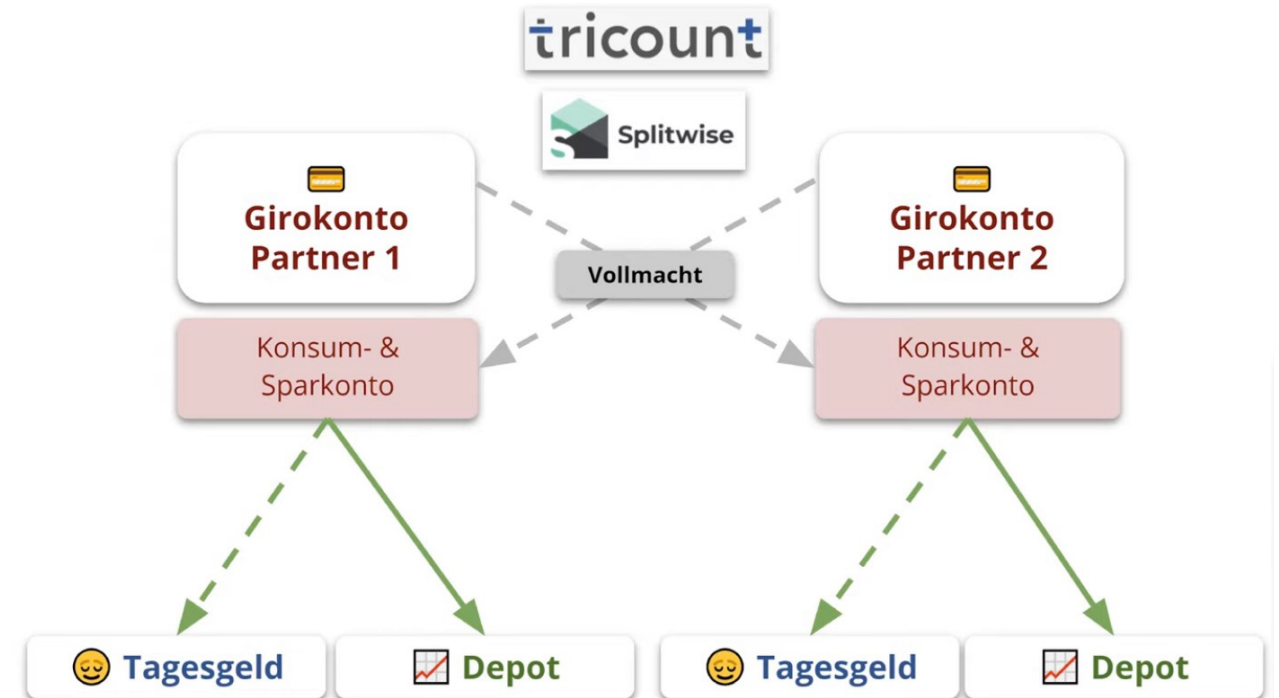 tricount
Splitwise
Girokonto
Partner 1
Girokonto
Partner 2
Vollmacht
Konsum- &
Sparkonto
Konsum- &
Sparkonto
Tagesgeld
Depot
Tagesgeld
Depot